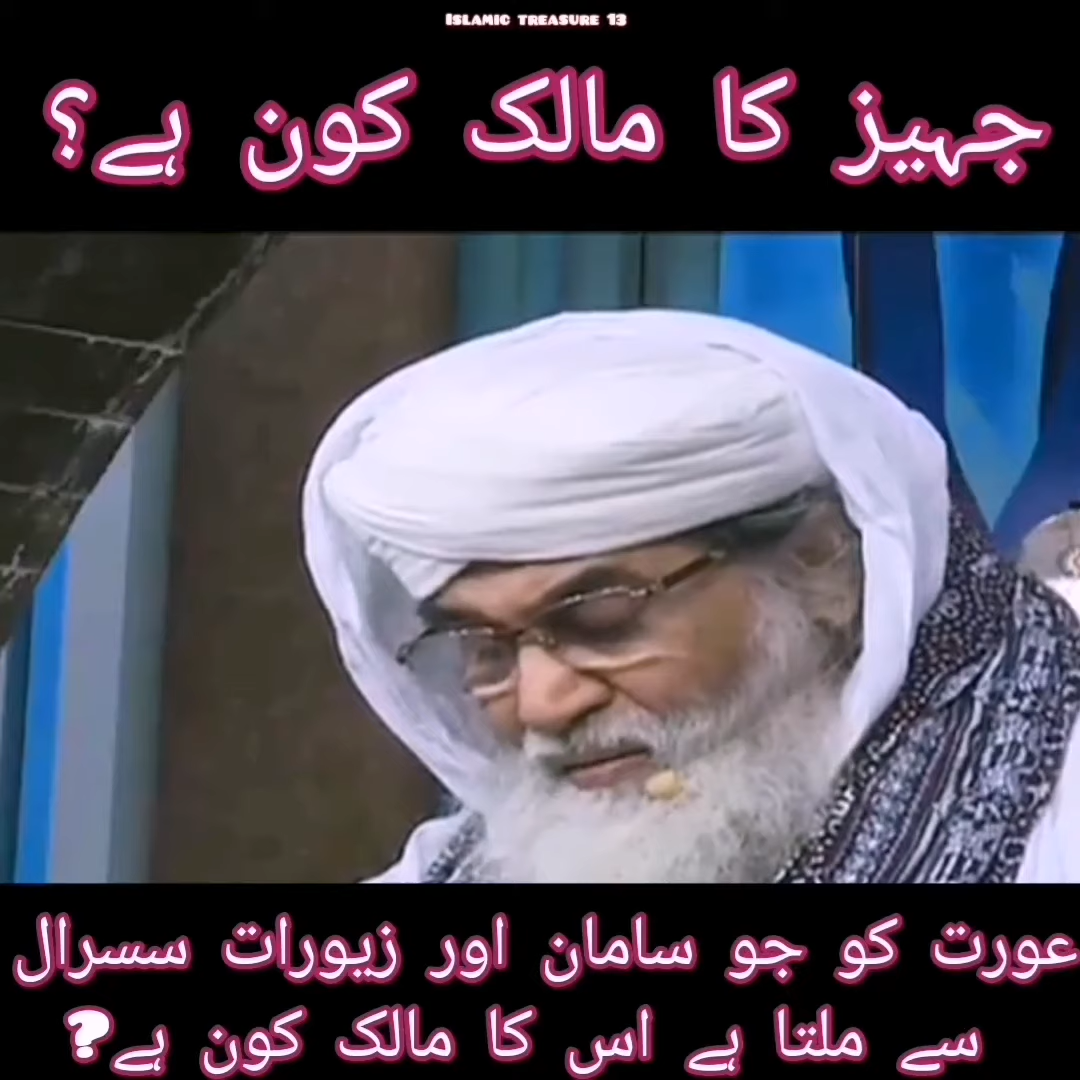 ISLAMIC TREASURE 13
جہیز کا مالک کون ہے؟
عورت کو جو سامان اور زیورات سسرال
سے ملتا ہے اس کا مالک کون ہے?